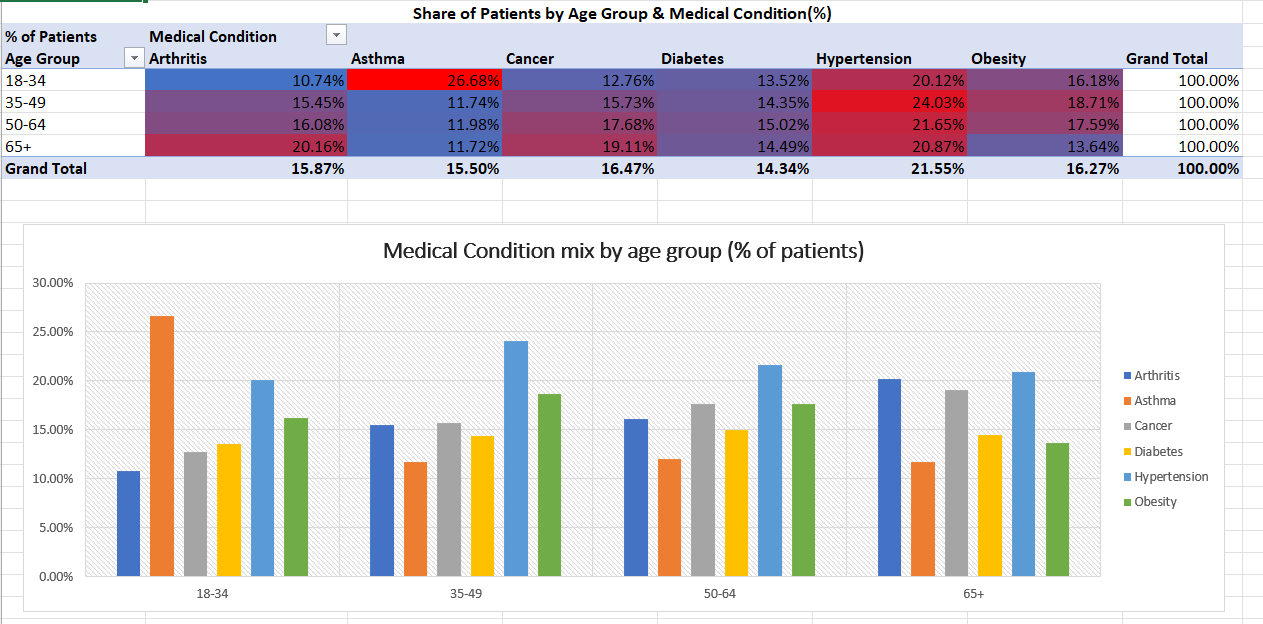 Share of Patients by Age Group & Medical Condition(%)
% of Patients Medical Condition
Age Group Arthritis Asthma Cancer Diabetes Hypertension Obesity Grand Total
18-34 10.74% 26.68% 12.76% 13.52% 20.12% 16.18% 100.00%
35-49 15.45% 11.74% 15.73% 14.35% 24.03% 18.71% 100.00%
50-64 16.08% 11.98% 17.68% 15.02% 21.65% 17.59% 100.00%
65+ 20.16% 11.72% 19.11% 14.49% 20.87% 13.64% 100.00%
Grand Total 15.87% 15.50% 16.47% 14.34% 21.55% 16.27% 100.00%
Medical Condition mix by age group (% of patients)
30.00%
25.00%
20.00%
15.00%
10.00%
5.00%
0.00%
18-34 35-49 50-64 65+
Arthritis
Asthma
Cancer
Diabetes
Hypertension
Obesity